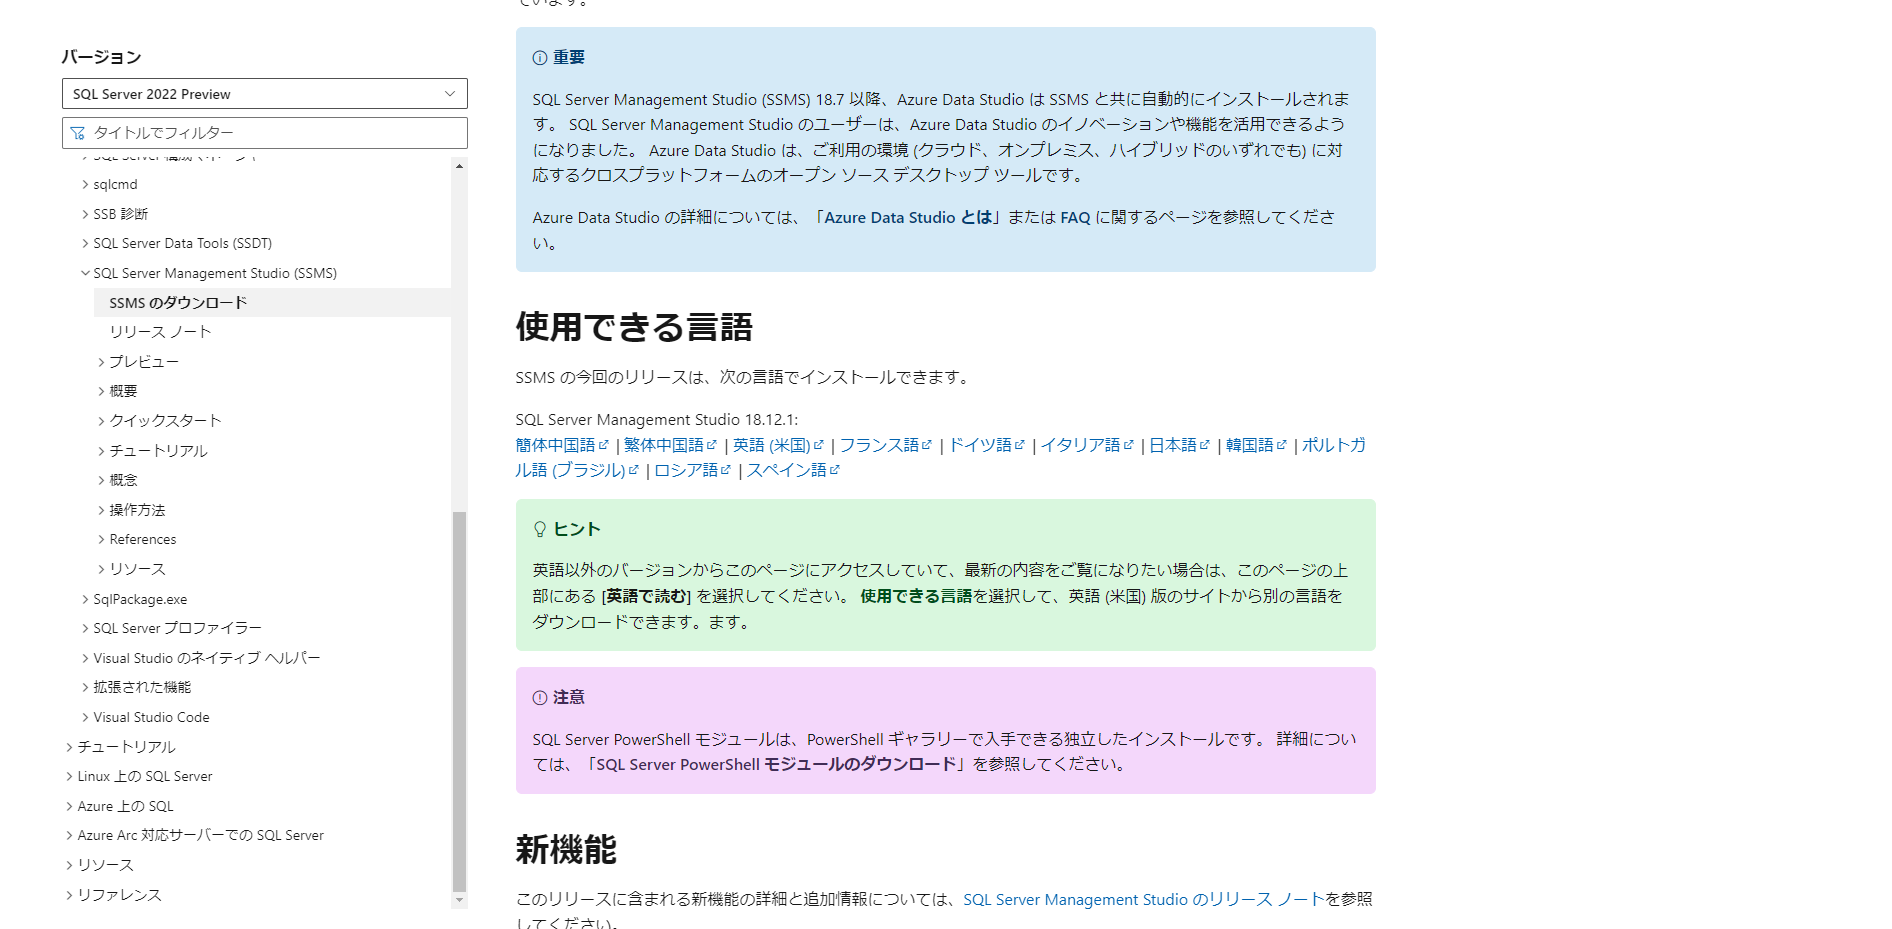 バージョン
SQL Server 2022 Preview
タイトルでフィルター
sqlcmd
SSB 診断
SQL Server Data Tools (SSDT)
SQL Server Management Studio (SSMS)
SSMS のダウンロード
リリース ノート
プレビュー
概要
クイックスタート
チュートリアル
概念
操作方法
References
リソース
SqlPackage.exe
SQL Server プロファイラー
Visual Studio のネイティブ ヘルパー
拡張された機能
Visual Studio Code
チュートリアル
Linux 上の SQL Server
Azure 上の SQL
Azure Arc 対応サーバーでの SQL Server
リソース
リファレンス
ています。
重要
SQL Server Management Studio (SSMS) 18.7 以降、Azure Data Studio は SSMS と共に自動的にインストールされま
す。 SQL Server Management Studio のユーザーは、Azure Data Studio のイノベーションや機能を活用できるよう
になりました。 Azure Data Studio は、ご利用の環境 (クラウド、オンプレミス、ハイブリッドのいずれでも) に対
応するクロスプラットフォームのオープン ソース デスクトップ ツールです。
Azure Data Studio の詳細については、「Azure Data Studio とは」または FAQ に関するページを参照してくださ
い。
使用できる言語
SSMS の今回のリリースは、次の言語でインストールできます。
SQL Server Management Studio 18.12.1:
簡体中国語 | 繁体中国語 | 英語 (米国) | フランス語 | ドイツ語 | イタリア語 | 日本語 | 韓国語 | ポルトガ
ル語 (ブラジル) | ロシア語 | スペイン語
ヒント
英語以外のバージョンからこのページにアクセスしていて、最新の内容をご覧になりたい場合は、このページの上
部にある [英語で読む] を選択してください。 使用できる言語を選択して、英語 (米国) 版のサイトから別の言語を
ダウンロードできます。ます。
注意
SQL Server PowerShell モジュールは、PowerShell ギャラリーで入手できる独立したインストールです。 詳細につい
ては、「SQL Server PowerShell モジュールのダウンロード」を参照してください。
新機能
このリリースに含まれる新機能の詳細と追加情報については、SQL Server Management Studio のリリース ノートを参照
してください。